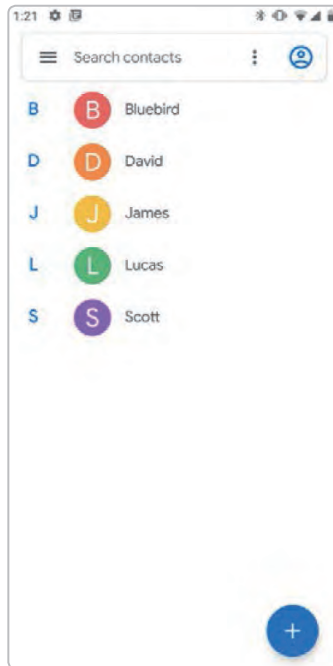 1:21
Search contacts
B B Bluebird
D D David
J J James
L L Lucas
S S Scott
+